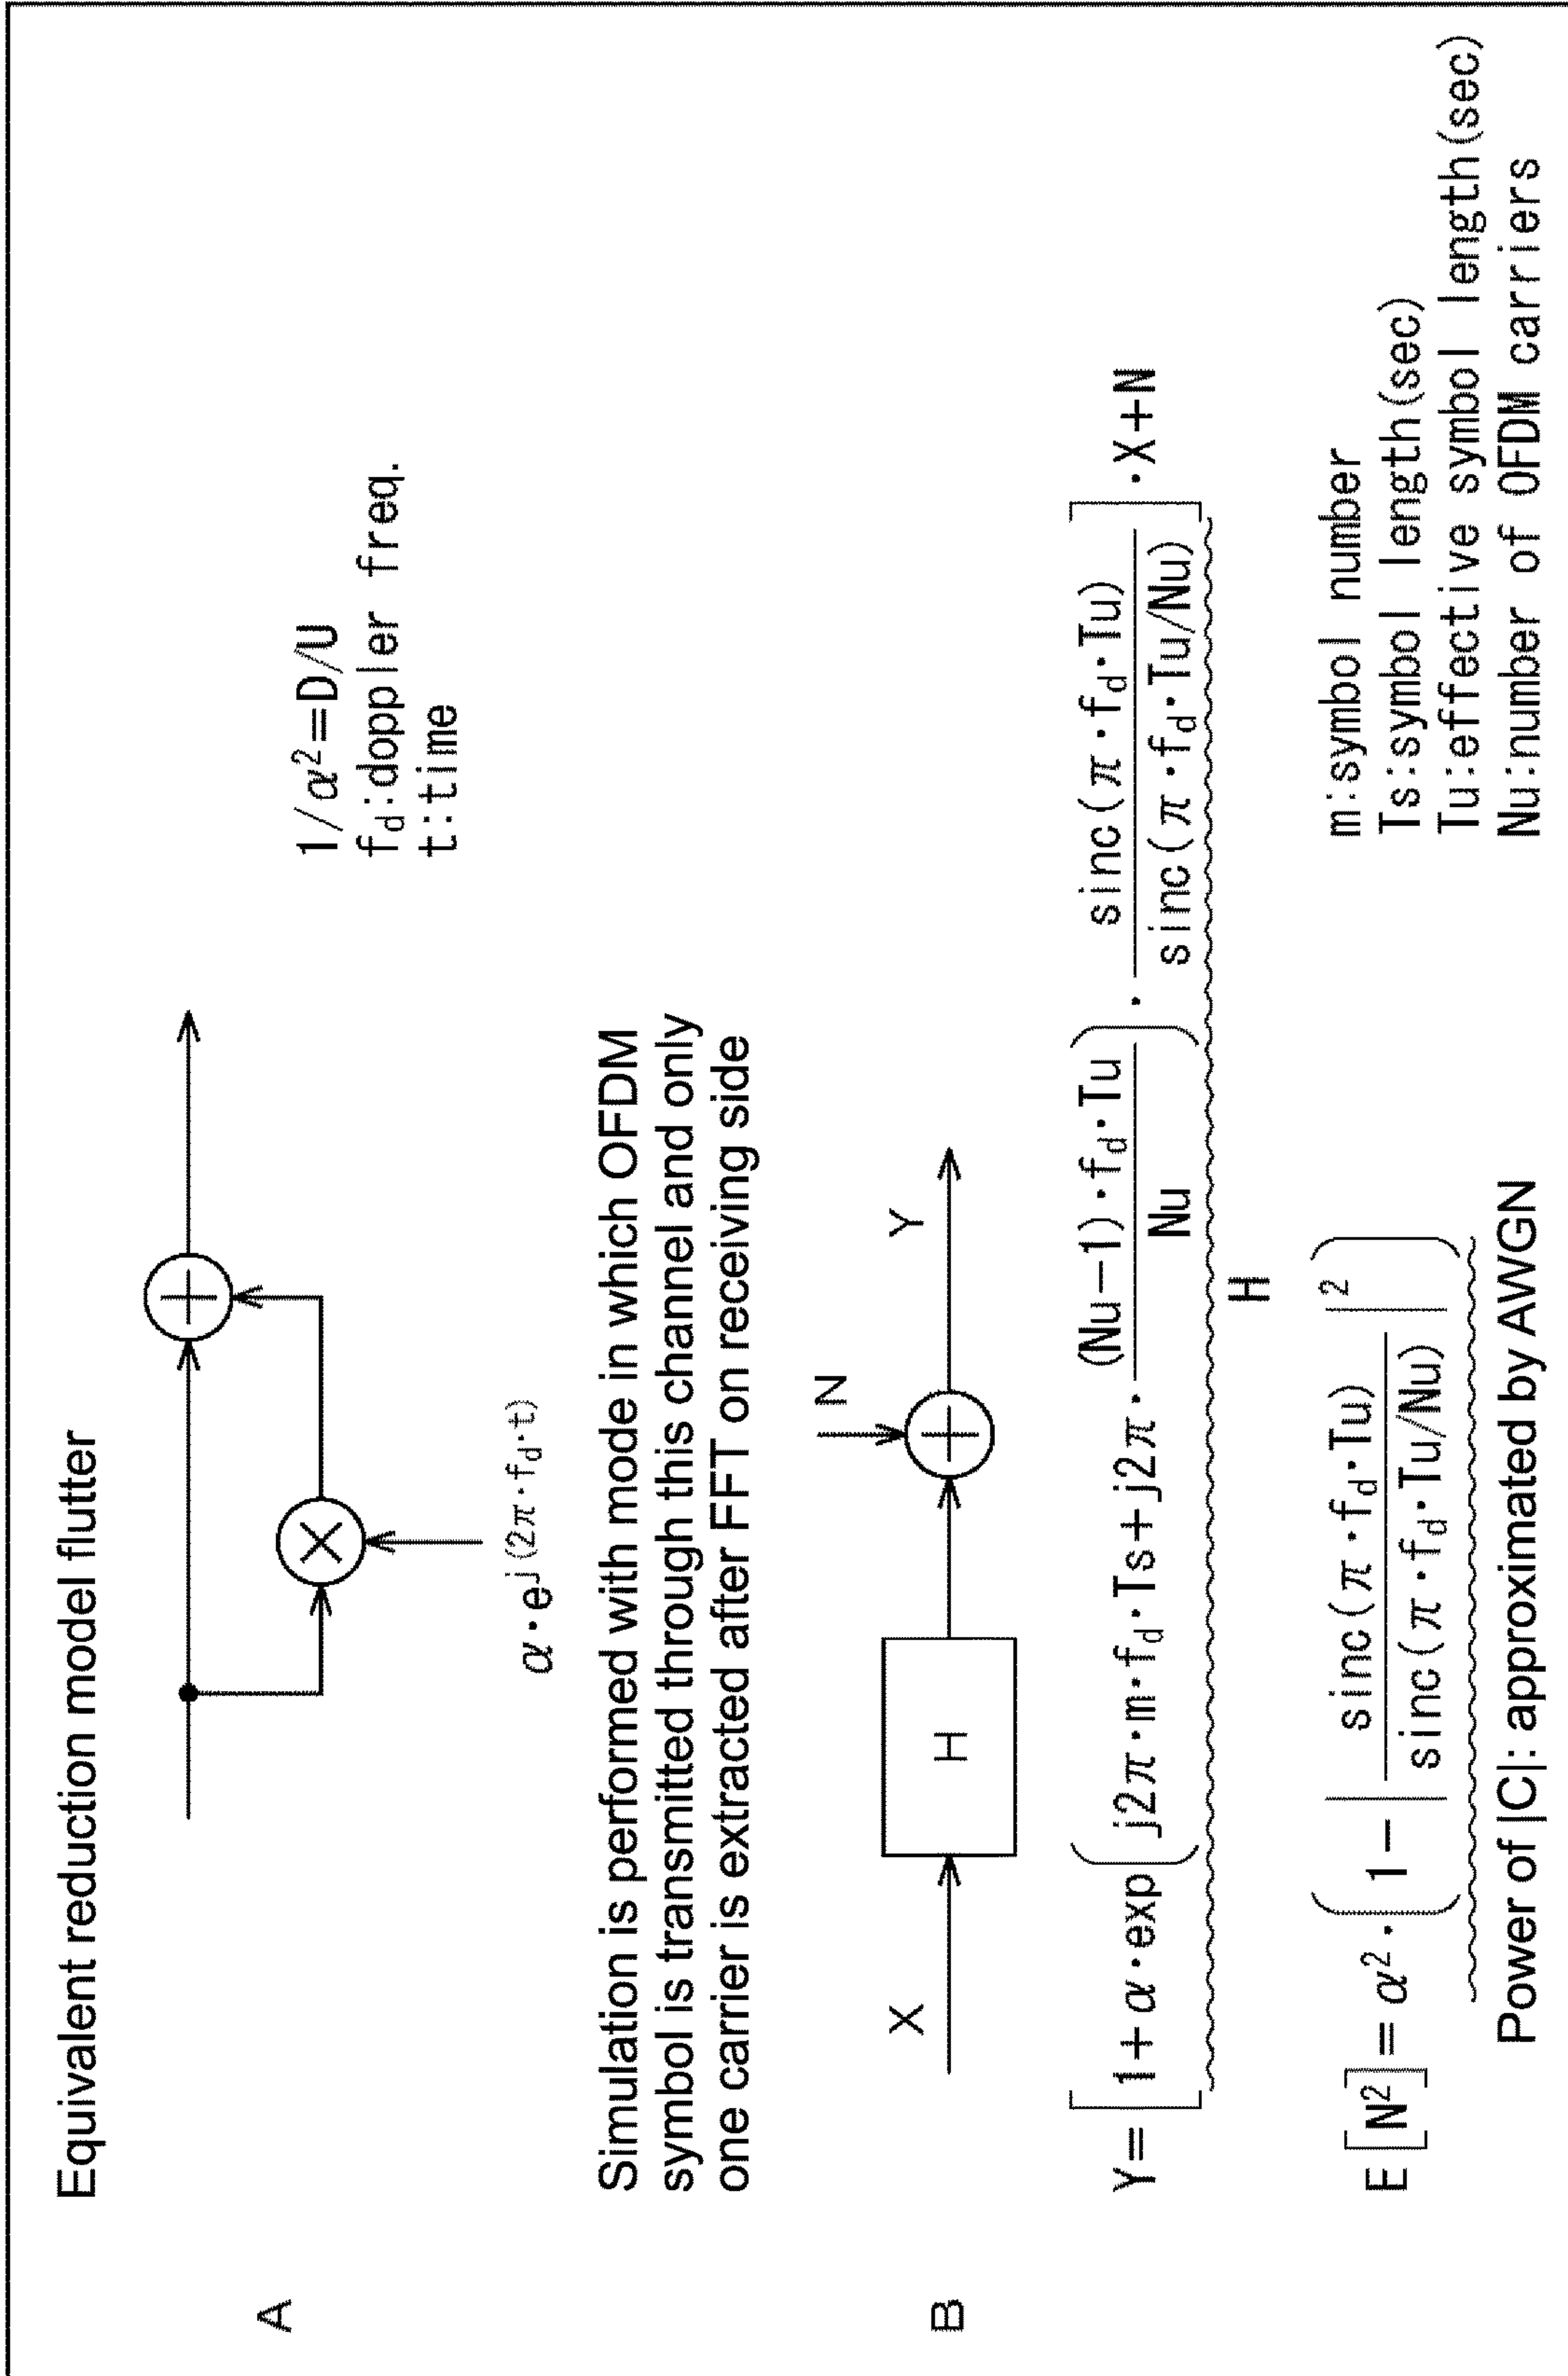 Equivalent reduction model flutter
A
α・e^j(2π・f_d・t)
1/α²=D/U
f_d:doppler freq.
t:time
Simulation is performed with mode in which OFDM
symbol is transmitted through this channel and only
one carrier is extracted after FFT on receiving side
B
X
H
N
Y
Y=[1+α・exp(j2π・m・f_d・Ts+j2π・(Nu−1)・f_d・Tu/Nu)・sinc(π・f_d・Tu)/sinc(π・f_d・Tu/Nu)]・X+N
H
E[N²]=α²・(1−|sinc(π・f_d・Tu)/sinc(π・f_d・Tu/Nu)|²)
Power of |C|: approximated by AWGN
m:symbol number
Ts:symbol length(sec)
Tu:effective symbol length(sec)
Nu:number of OFDM carriers